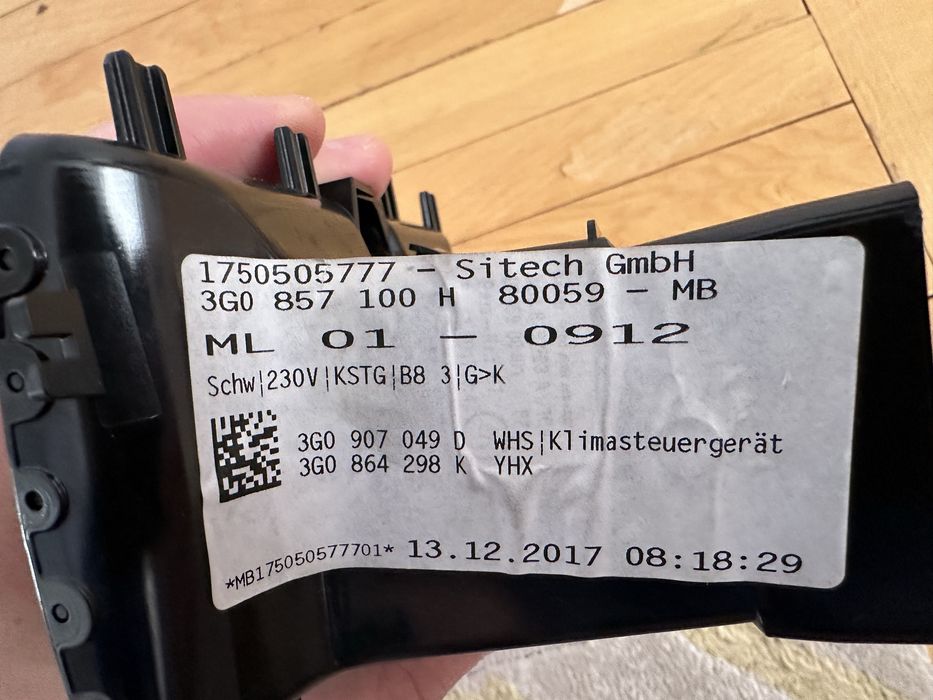 1750505777 - Sitech GmbH
3G0 857 100 H 80059 - MB
ML 01 - 0912
Schw|230V|KSTG|B8 3|G>K
3G0 907 049 D WHS|Klimasteuergerät
3G0 864 298 K YHX
*MB175050577701* 13.12.2017 08:18:29